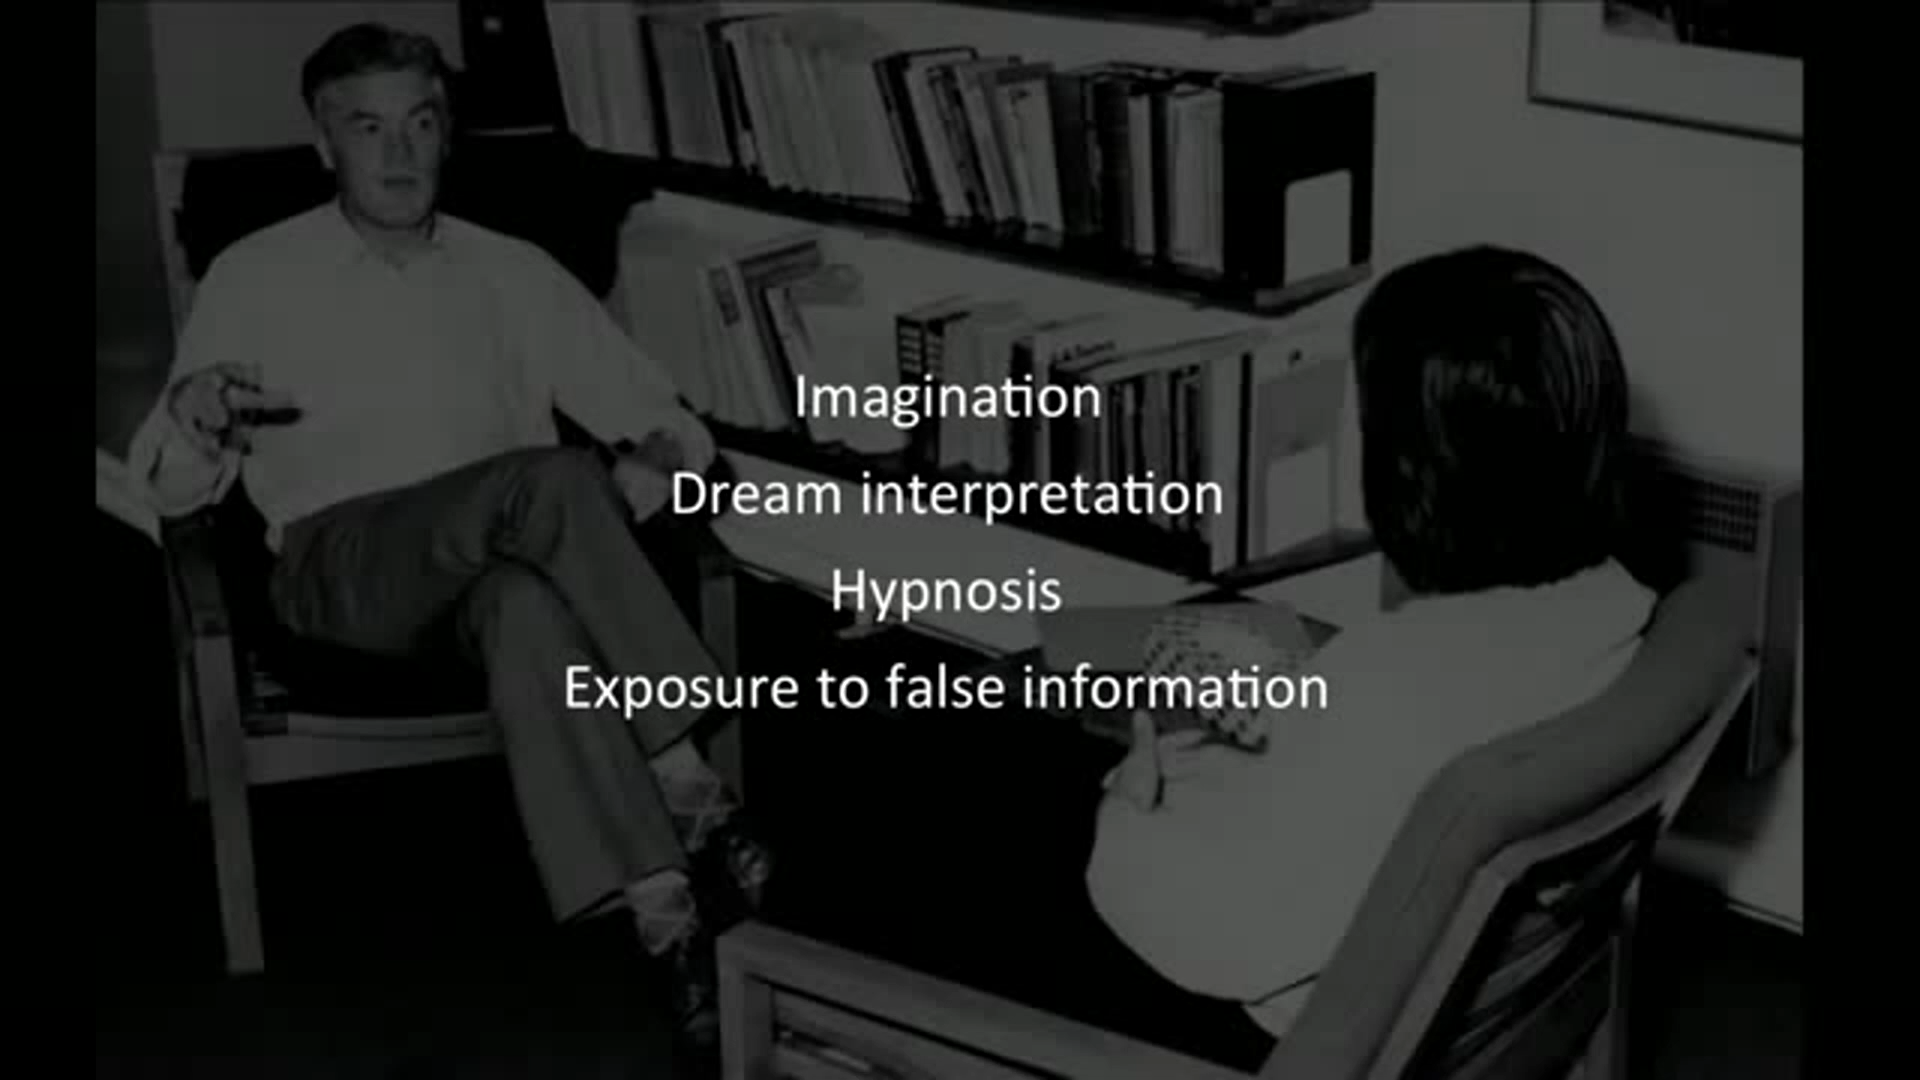 Imagination
Dream interpretation
Hypnosis
Exposure to false information